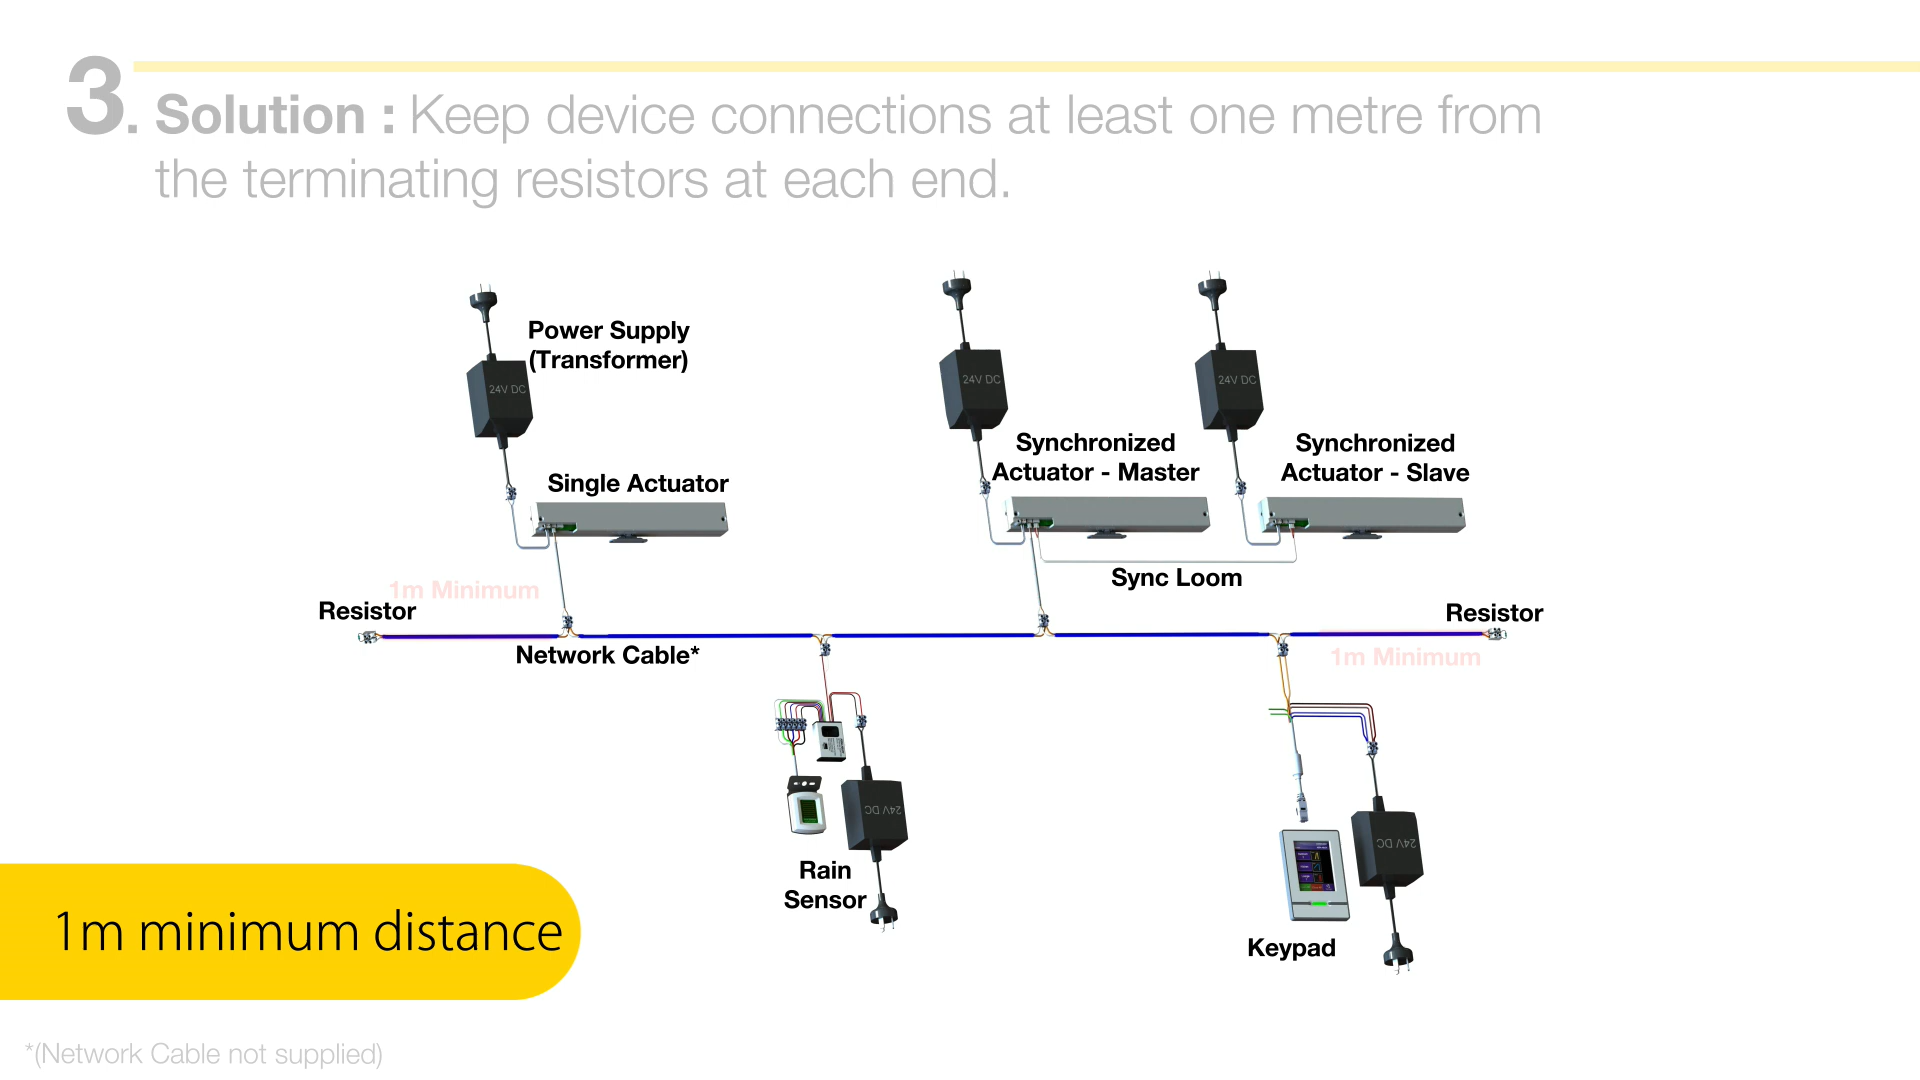 3. Solution : Keep device connections at least one metre from
the terminating resistors at each end.
Power Supply
(Transformer)
24V DC
24V DC
24V DC
Synchronized
Actuator - Master
Synchronized
Actuator - Slave
Single Actuator
Sync Loom
1m Minimum
Resistor
Resistor
Network Cable*
1m Minimum
24V DC
24V DC
Rain
Sensor
Keypad
1m minimum distance
*(Network Cable not supplied)